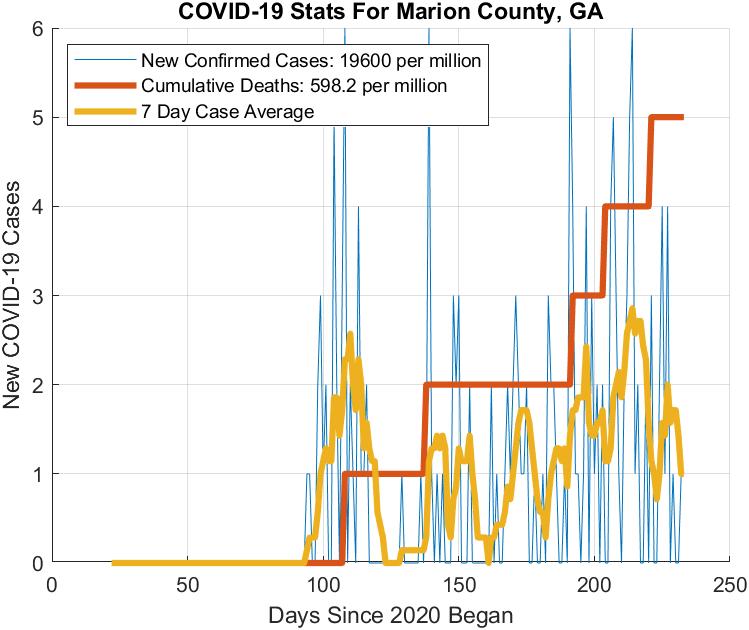 COVID-19 Stats For Marion County, GA
New Confirmed Cases: 19600 per million
Cumulative Deaths: 598.2 per million
7 Day Case Average
New COVID-19 Cases
6
5
4
3
2
1
0
0 50 100 150 200 250
Days Since 2020 Began